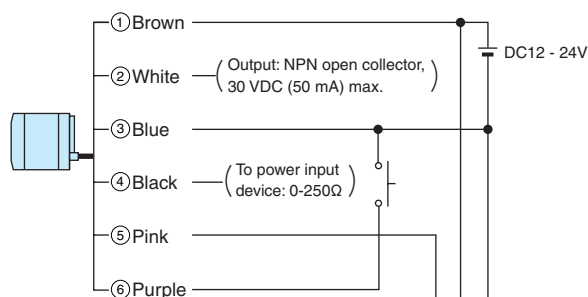 ①Brown
DC12 - 24V
②White
Output: NPN open collector,
30 VDC (50 mA) max.
③Blue
④Black
To power input
device: 0-250Ω
⑤Pink
⑥Purple